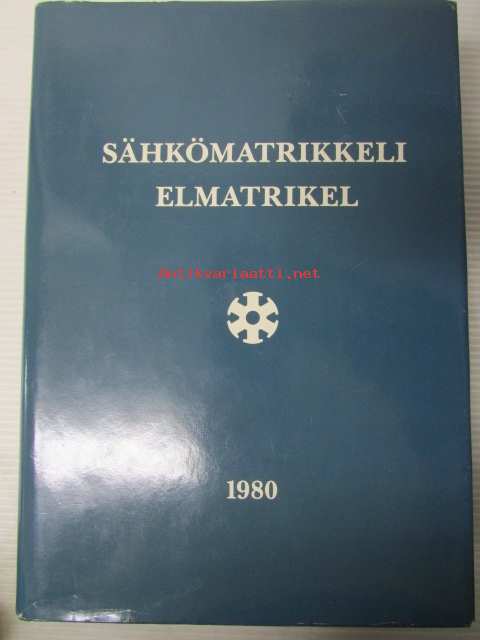 SÄHKÖMATRIKKELI
ELMATRIKEL
Antikvariaatti.net
1980